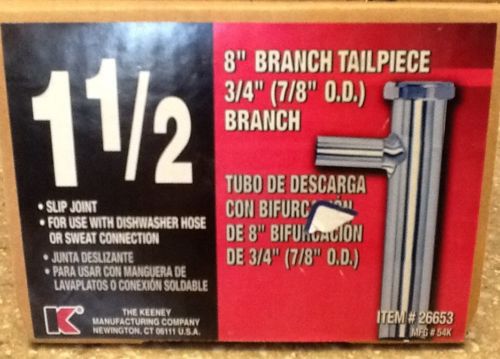 1 1/2
• SLIP JOINT
• FOR USE WITH DISHWASHER HOSE
OR SWEAT CONNECTION
• JUNTA DESLIZANTE
• PARA USAR CON MANGUERA DE
LAVAPLATOS O CONEXIÓN SOLDABLE
K
THE KEENEY
MANUFACTURING COMPANY
NEWINGTON, CT 06111 U.S.A.
8" BRANCH TAILPIECE
3/4" (7/8" O.D.)
BRANCH
TUBO DE DESCARGA
CON BIFURCACIÓN
DE 8" BIFURCACIÓN
DE 3/4" (7/8" O.D.)
ITEM # 26653
MFG # 54K